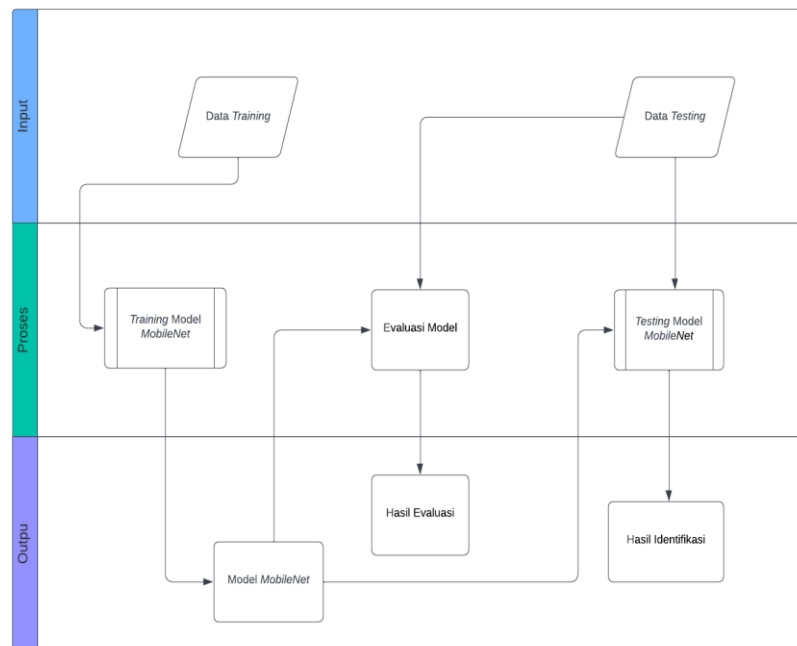 Input
Data Training
Data Testing
Proses
Training Model
MobileNet
Evaluasi Model
Testing Model
MobileNet
Outpu
Hasil Evaluasi
Hasil Identifikasi
Model MobileNet